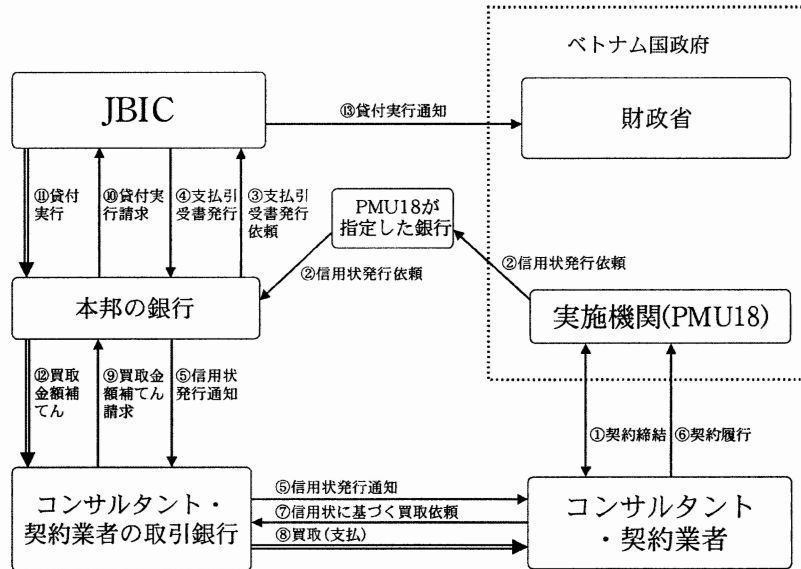 ベトナム国政府
JBIC
⑬貸付実行通知
財政省
⑪貸付
実行
⑩貸付実
行請求
④支払引
受書発行
③支払引
受書発行
依頼
PMU18が
指定した銀行
②信用状発行依頼
②信用状発行依頼
本邦の銀行
実施機関(PMU18)
⑫買取
金額補
てん
⑨買取金
額補てん
請求
⑤信用状
発行通知
①契約締結
⑥契約履行
コンサルタント・
契約業者の取引銀行
⑤信用状発行通知
⑦信用状に基づく買取依頼
⑧買取(支払)
コンサルタント
・契約業者